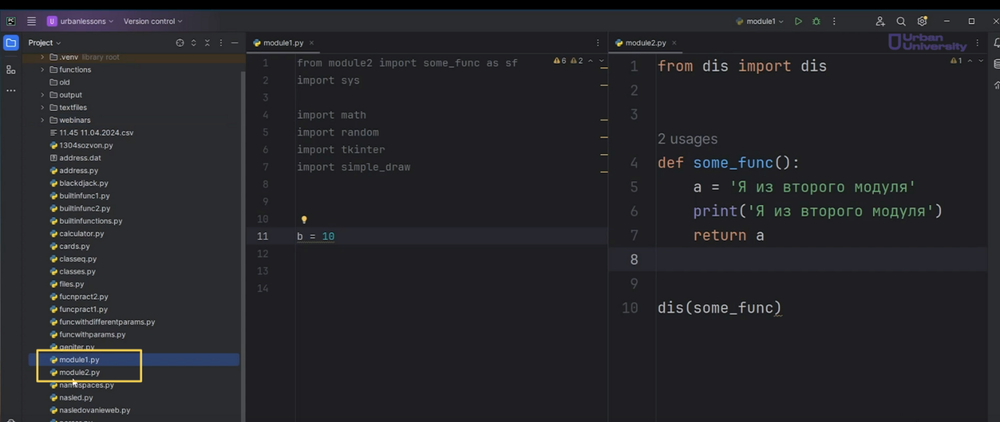 PC
U urbanlessons Version control module1
Project
.venv library root
functions
old
output
textfiles
webinars
11.45 11.04.2024.csv
1304sozvon.py
address.dat
address.py
blackdjack.py
builtinfunc1.py
builtinfunc2.py
builtinfunctions.py
calculator.py
cards.py
classeq.py
classes.py
files.py
fucnpract2.py
funcpract1.py
funcwithdifferentparams.py
funcwithparams.py
geniter.py
module1.py
module2.py
namespaces.py
nasled.py
nasledovanieweb.py
module1.py
6 2
1 from module2 import some_func as sf
2 import sys
3
4 import math
5 import random
6 import tkinter
7 import simple_draw
8
9
10
11 b = 10
12
13
14
module2.py
Urban
University
1
1 from dis import dis
2
3
2 usages
4 def some_func():
5 a = 'Я из второго модуля'
6 print('Я из второго модуля')
7 return a
8
9
10 dis(some_func)